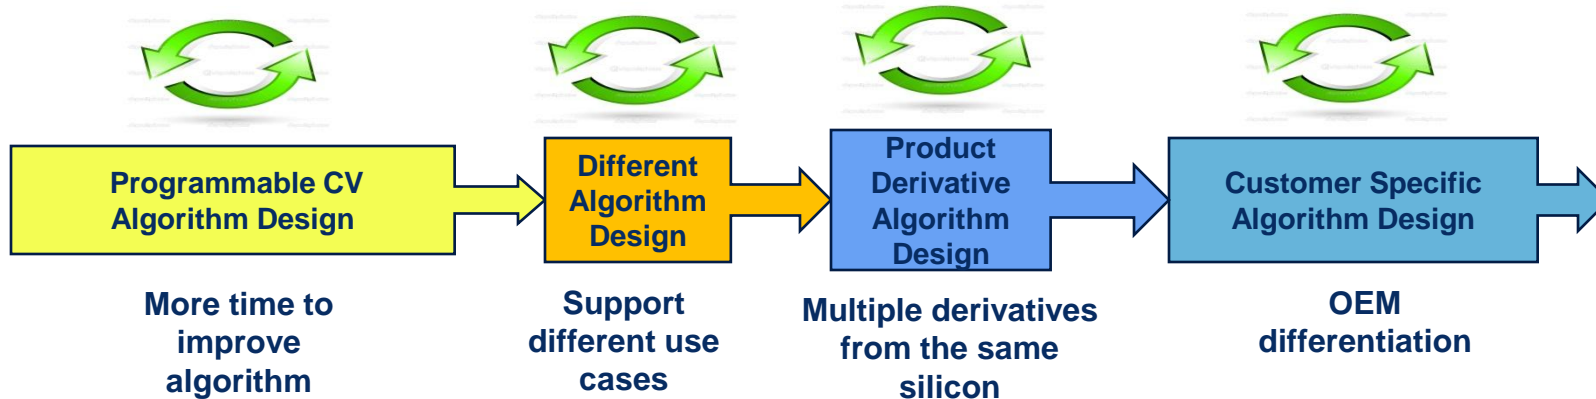 Programmable CV
Algorithm Design
Different
Algorithm
Design
Product
Derivative
Algorithm
Design
Customer Specific
Algorithm Design
More time to
improve
algorithm
Support
different use
cases
Multiple derivatives
from the same
silicon
OEM
differentiation